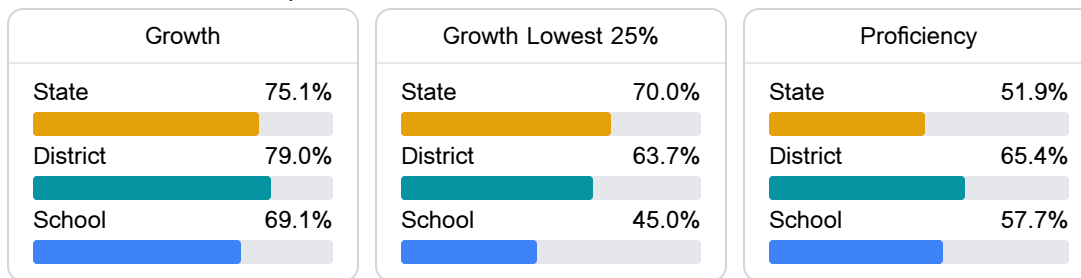 Growth
State 75.1%
District 79.0%
School 69.1%
Growth Lowest 25%
State 70.0%
District 63.7%
School 45.0%
Proficiency
State 51.9%
District 65.4%
School 57.7%